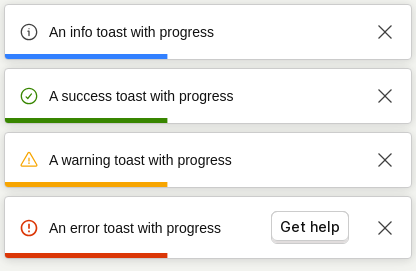 An info toast with progress
A success toast with progress
A warning toast with progress
An error toast with progress Get help